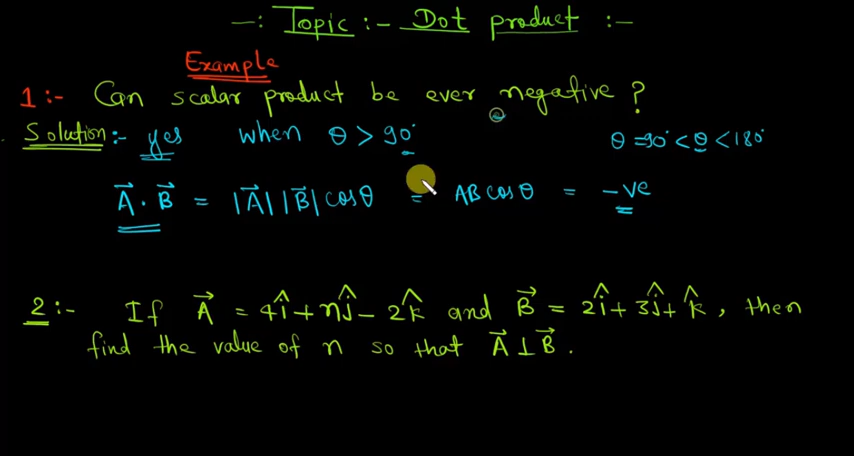 —: Topic :— Dot product :—
Example
1 :- Can scalar product be ever negative ?
Solution :- yes when θ > 90° θ = 90° < θ < 180°
A⃗ . B⃗ = |A⃗| |B⃗| cosθ = AB cosθ = -ve
2 :- If A⃗ = 4î + nĵ - 2k̂ and B⃗ = 2î + 3ĵ + k̂ , then
find the value of n so that A⃗ ⊥ B⃗ .